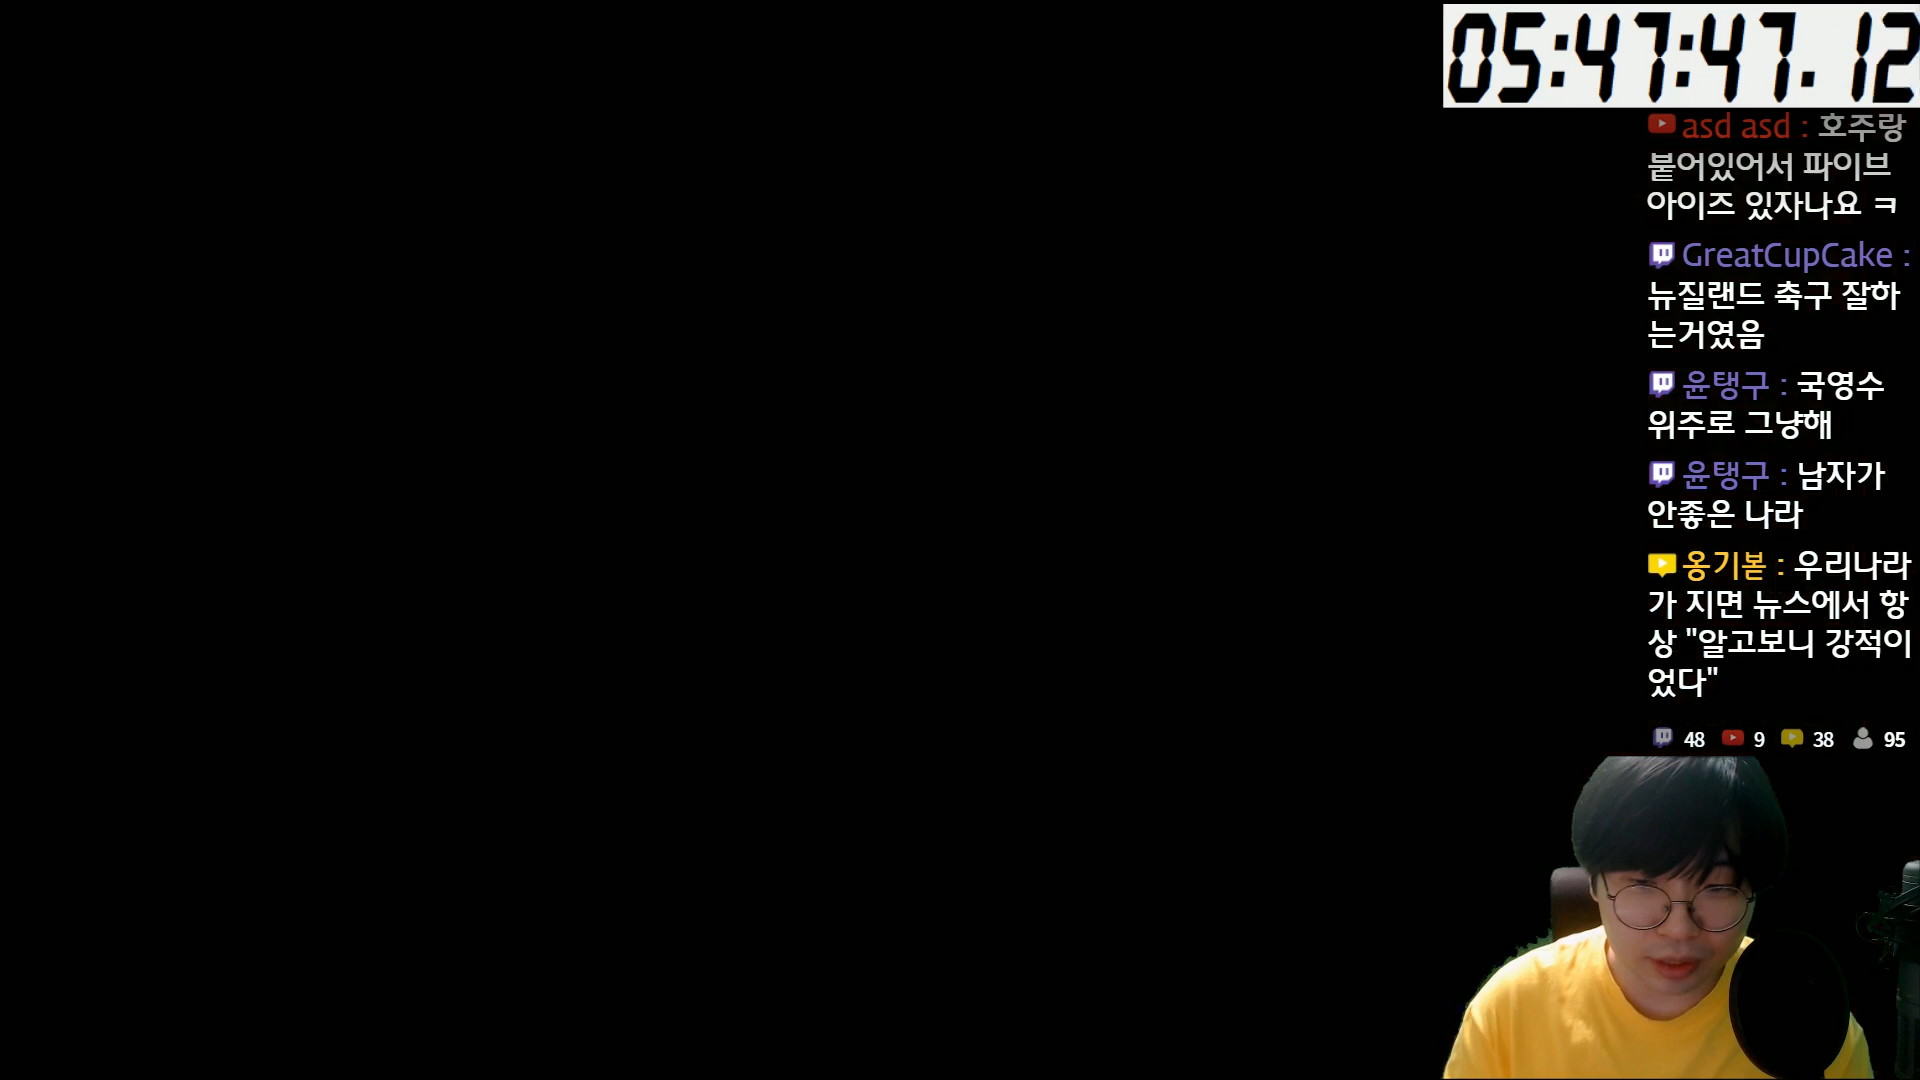 05:47:47.12
asd asd : 호주랑
붙어있어서 파이브
아이즈 있자나요 ㅋ
GreatCupCake :
뉴질랜드 축구 잘하
는거였음
윤탱구 : 국영수
위주로 그냥해
윤탱구 : 남자가
안좋은 나라
옹기봍 : 우리나라
가 지면 뉴스에서 항
상 "알고보니 강적이
었다"
48 9 38 95